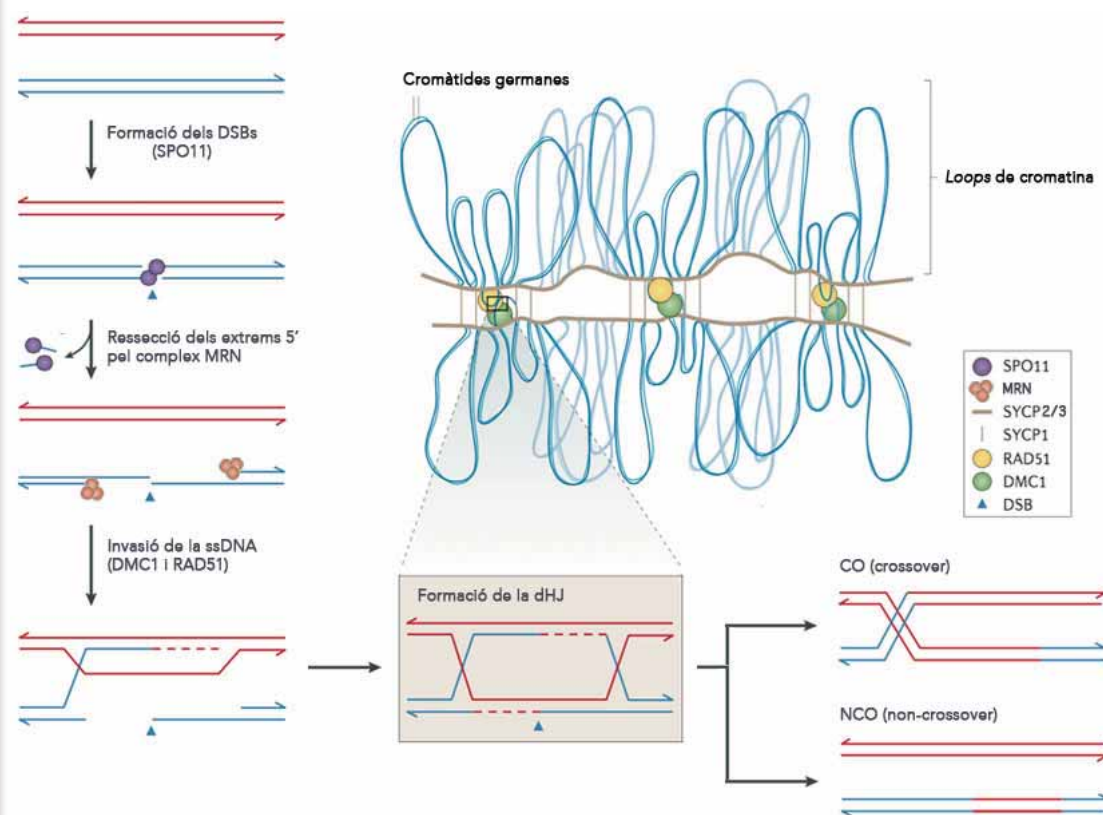 Formació dels DSBs
(SPO11)
Ressecció dels extrems 5'
pel complex MRN
Invasió de la ssDNA
(DMC1 i RAD51)
Cromàtides germanes
Loops de cromatina
SPO11
MRN
SYCP2/3
SYCP1
RAD51
DMC1
DSB
Formació de la dHJ
CO (crossover)
NCO (non-crossover)